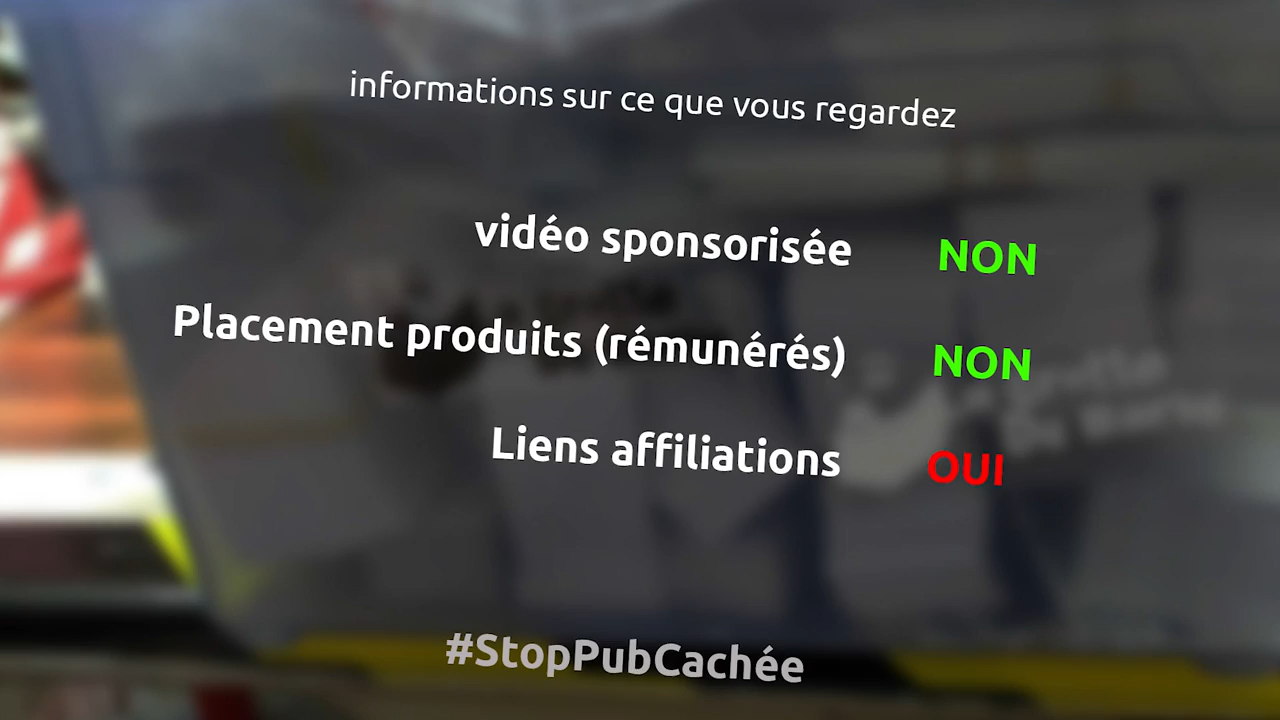 informations sur ce que vous regardez
vidéo sponsorisée NON
Placement produits (rémunérés) NON
Liens affiliations OUI
#StopPubCachée